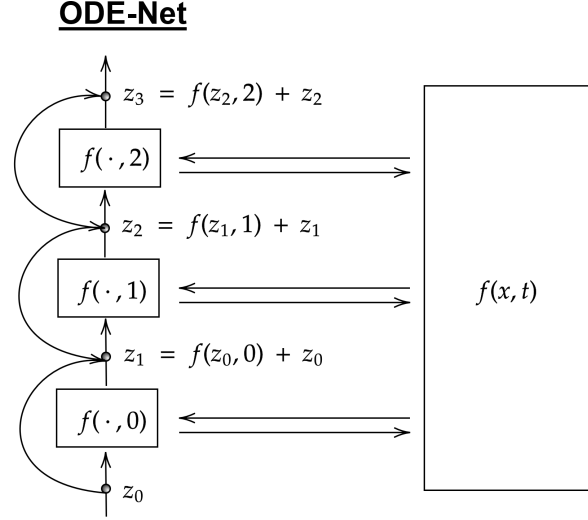 ODE-Net
z₃ = f(z₂, 2) + z₂
f( · , 2)
z₂ = f(z₁, 1) + z₁
f( · , 1)
f(x, t)
z₁ = f(z₀, 0) + z₀
f( · , 0)
z₀